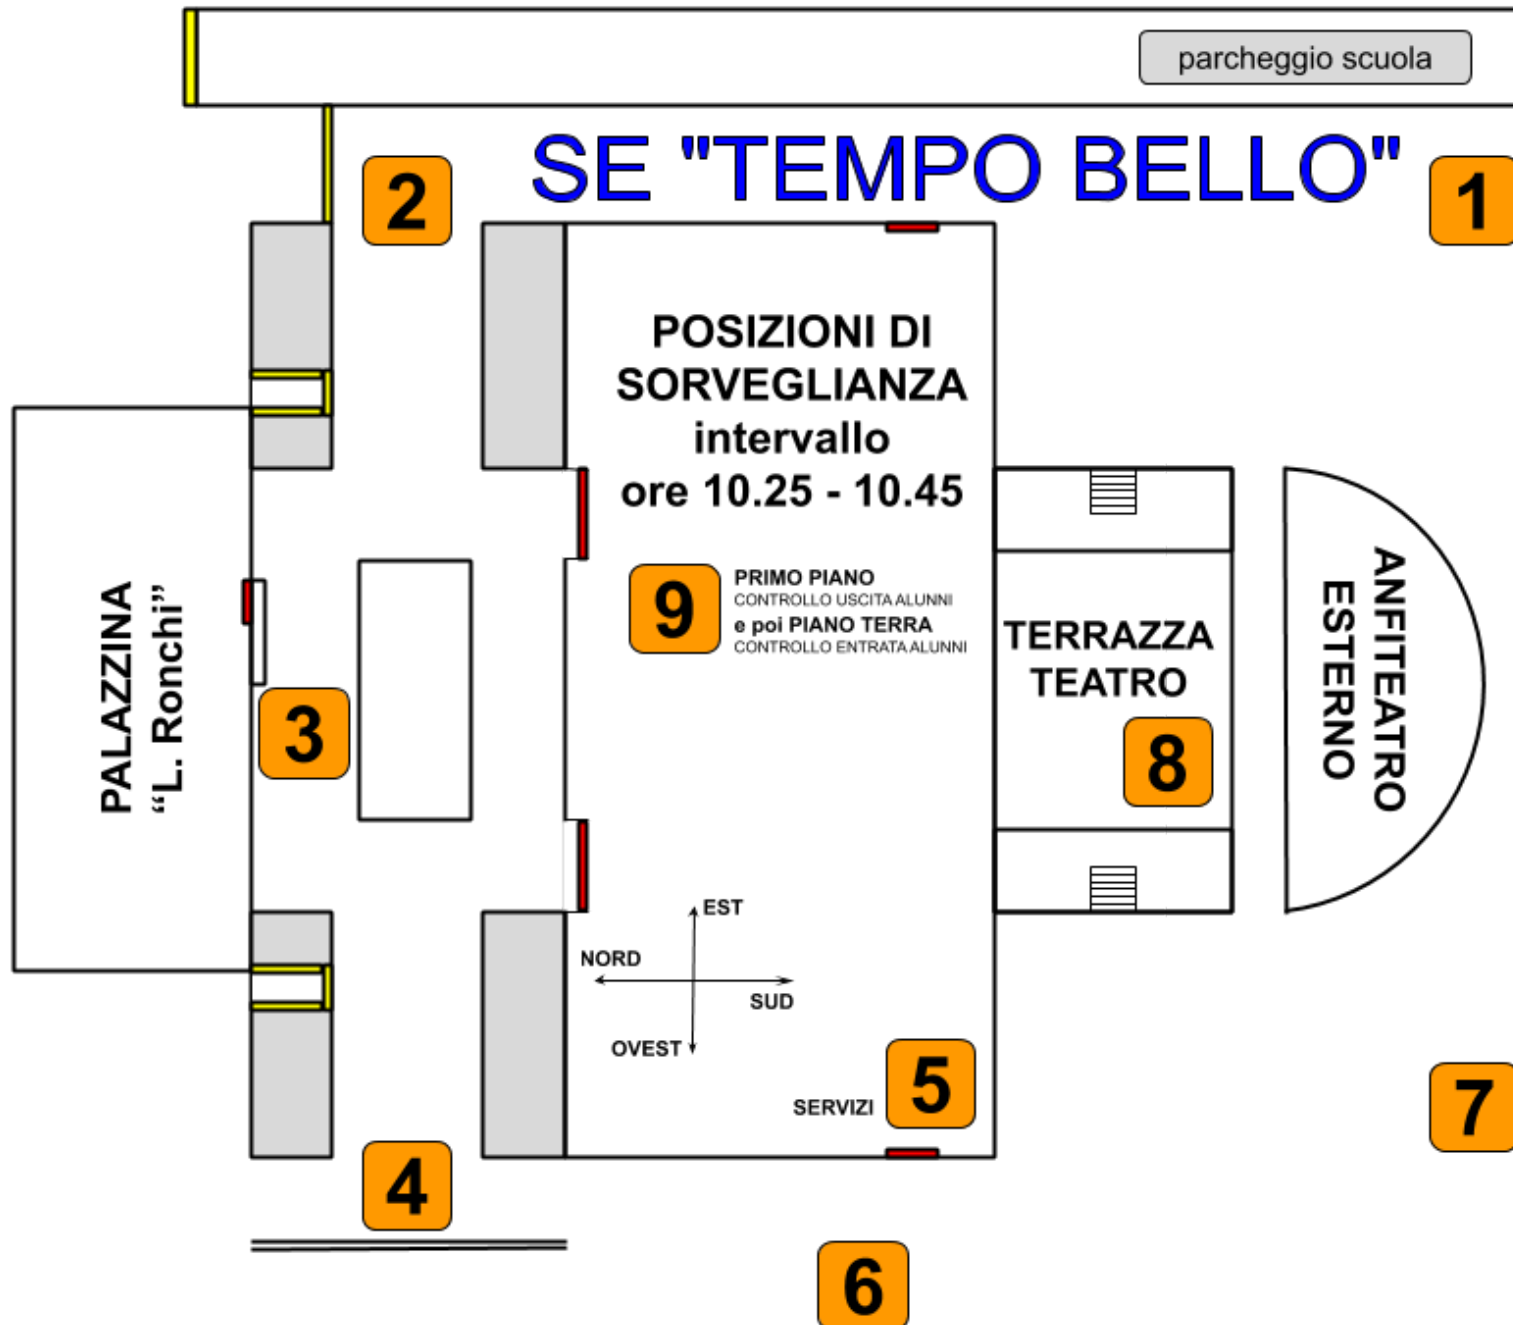 parcheggio scuola
SE "TEMPO BELLO"
1
2
POSIZIONI DI
SORVEGLIANZA
intervallo
ore 10.25 - 10.45
9
PRIMO PIANO
CONTROLLO USCITA ALUNNI
e poi PIANO TERRA
CONTROLLO ENTRATA ALUNNI
PALAZZINA
“L. Ronchi”
3
TERRAZZA
TEATRO
8
ANFITEATRO
ESTERNO
EST
NORD
SUD
OVEST
SERVIZI
5
7
4
6